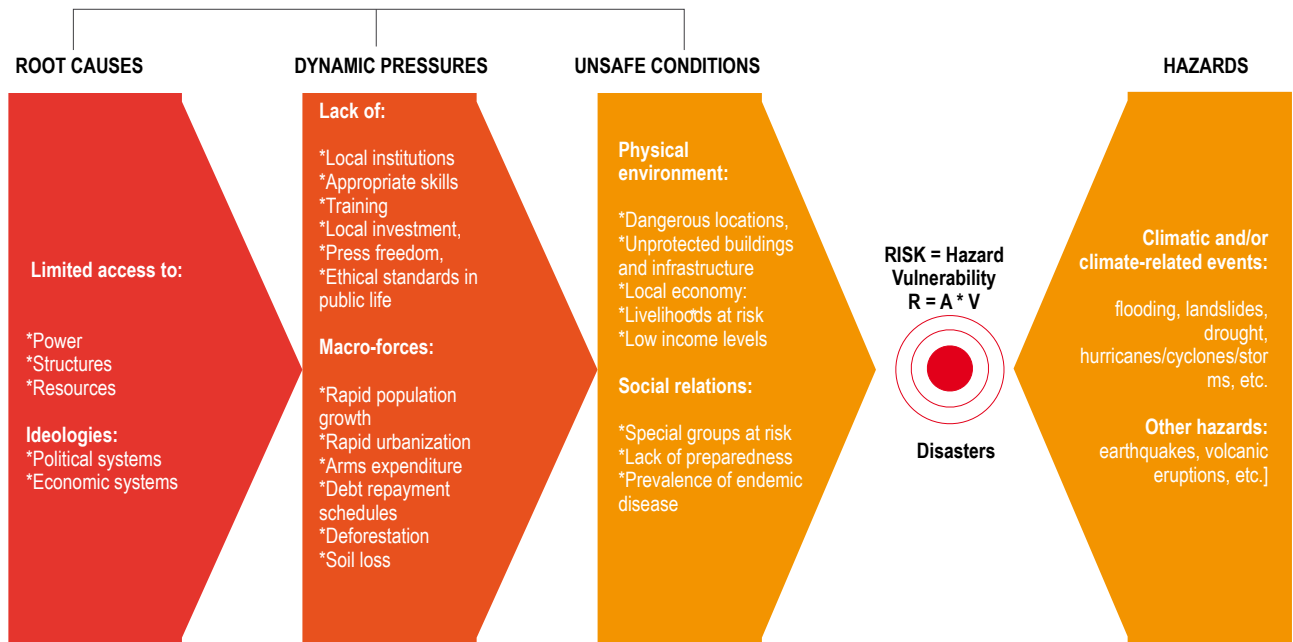 ROOT CAUSES
Limited access to:
*Power
*Structures
*Resources
Ideologies:
*Political systems
*Economic systems
DYNAMIC PRESSURES
Lack of:
*Local institutions
*Appropriate skills
*Training
*Local investment,
*Press freedom,
*Ethical standards in
public life
Macro-forces:
*Rapid population
growth
*Rapid urbanization
*Arms expenditure
*Debt repayment
schedules
*Deforestation
*Soil loss
UNSAFE CONDITIONS
Physical
environment:
*Dangerous locations,
*Unprotected buildings
and infrastructure
*Local economy:
*Livelihoods at risk
*Low income levels
Social relations:
*Special groups at risk
*Lack of preparedness
*Prevalence of endemic
disease
RISK = Hazard
Vulnerability
R = A * V
Disasters
HAZARDS
Climatic and/or
climate-related events:
flooding, landslides,
drought,
hurricanes/cyclones/stor
ms, etc.
Other hazards:
earthquakes, volcanic
eruptions, etc.]